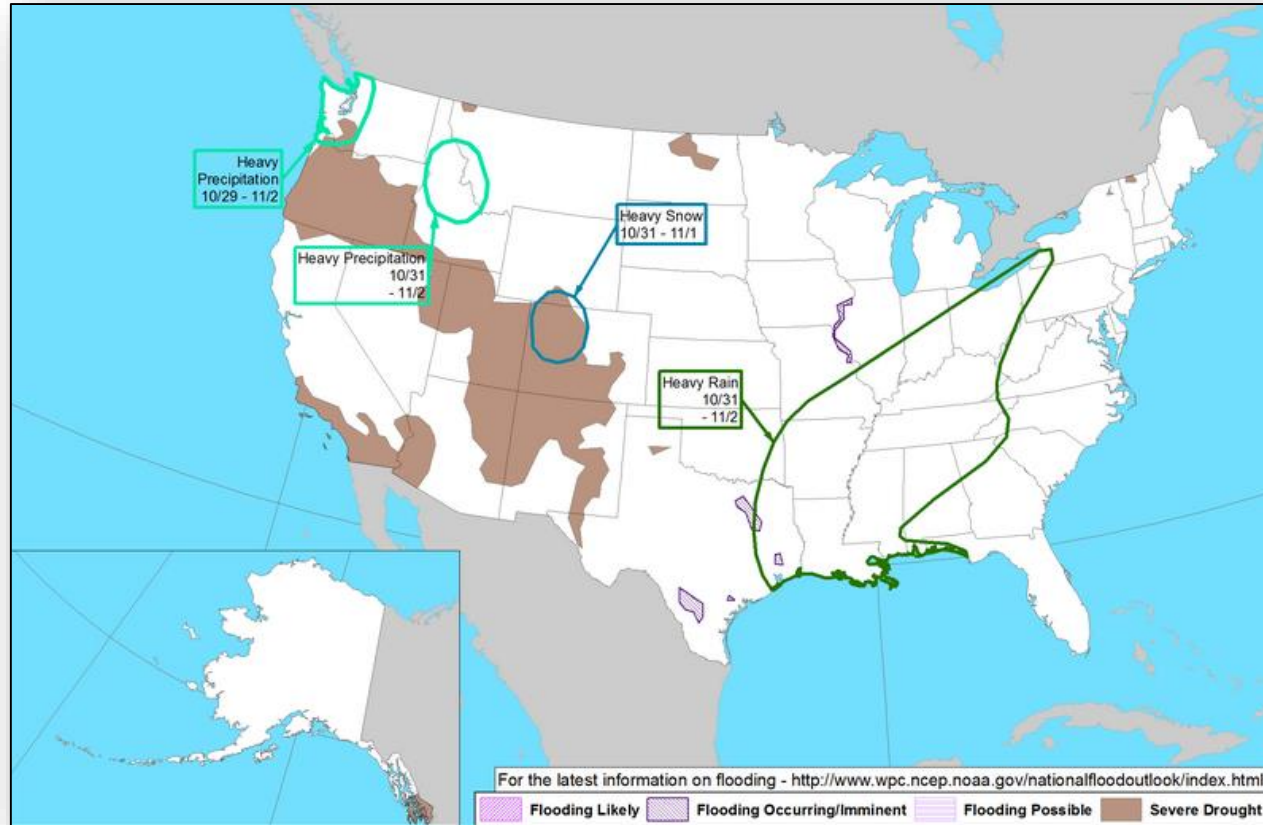 Heavy
Precipitation
10/29 - 11/2
Heavy Precipitation
10/31
- 11/2
Heavy Snow
10/31 - 11/1
Heavy Rain
10/31
- 11/2
For the latest information on flooding - http://www.wpc.ncep.noaa.gov/nationalfloodoutlook/index.html
Flooding Likely
Flooding Occurring/Imminent
Flooding Possible
Severe Drought